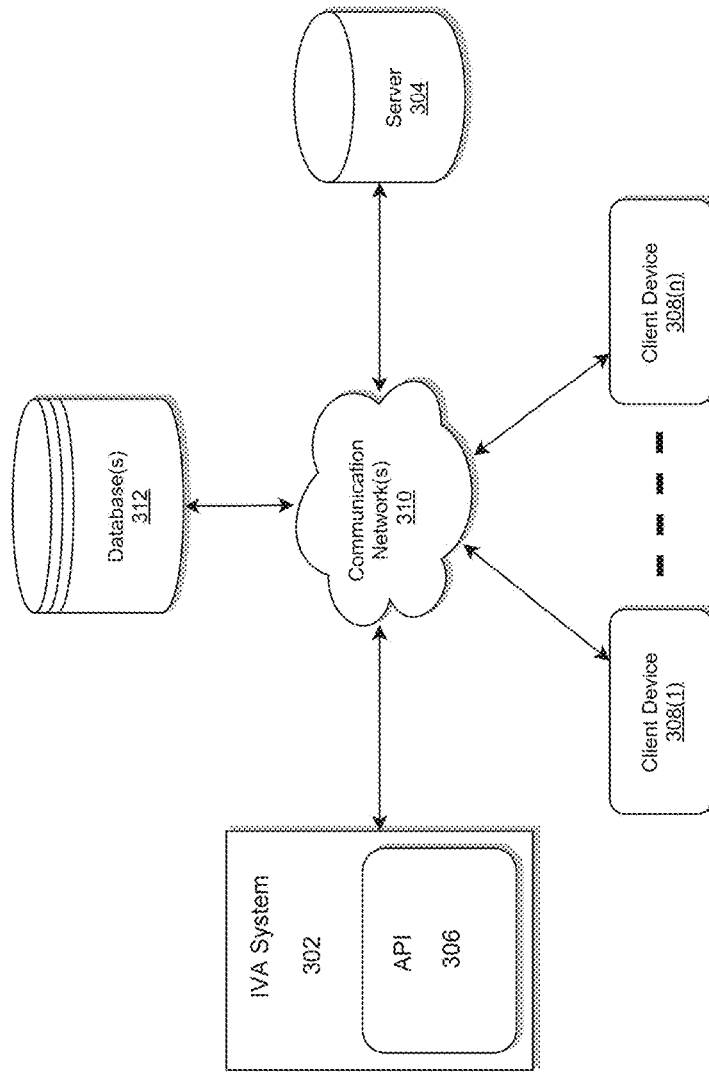 Database(s)
312
IVA System
302
API
306
Communication
Network(s)
310
Server
304
Client Device
308(1)
Client Device
308(n)